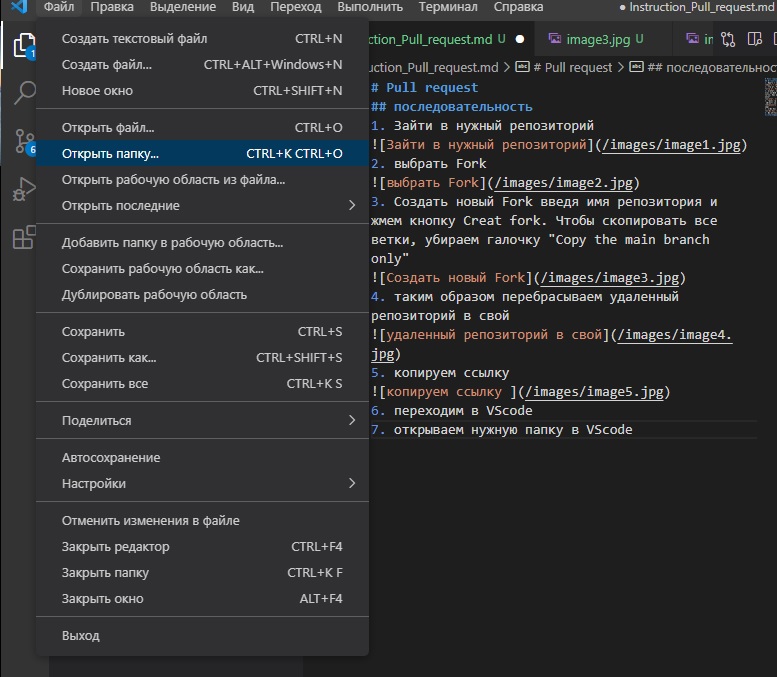 Файл Правка Выделение Вид Переход Выполнить Терминал Справка ● Instruction_Pull_request.md
Создать текстовый файл CTRL+N
Создать файл... CTRL+ALT+Windows+N
Новое окно CTRL+SHIFT+N
Открыть файл... CTRL+O
Открыть папку... CTRL+K CTRL+O
Открыть рабочую область из файла...
Открыть последние
Добавить папку в рабочую область...
Сохранить рабочую область как...
Дублировать рабочую область
Сохранить CTRL+S
Сохранить как... CTRL+SHIFT+S
Сохранить все CTRL+K S
Поделиться
Автосохранение
Настройки
Отменить изменения в файле
Закрыть редактор CTRL+F4
Закрыть папку CTRL+K F
Закрыть окно ALT+F4
Выход
1
6
ction_Pull_request.md U ● image3.jpg U in
uction_Pull_request.md > # Pull request > ## последовательнос
# Pull request
## последовательность
1. Зайти в нужный репозиторий
![Зайти в нужный репозиторий](/images/image1.jpg)
2. выбрать Fork
![выбрать Fork](/images/image2.jpg)
3. Создать новый Fork введя имя репозитория и
жмем кнопку Creat fork. Чтобы скопировать все
ветки, убираем галочку "Copy the main branch
only"
![Создать новый Fork](/images/image3.jpg)
4. таким образом перебрасываем удаленный
репозиторий в свой
![удаленный репозиторий в свой](/images/image4.
jpg)
5. копируем ссылку
![копируем ссылку ](/images/image5.jpg)
6. переходим в VScode
7. открываем нужную папку в VScode